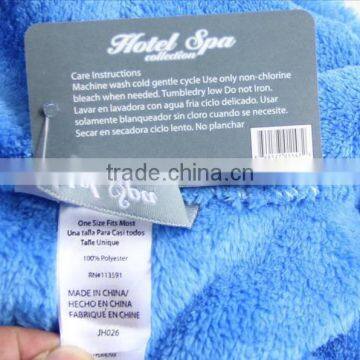 Hotel Spa
collection
Care Instructions
Machine wash cold gentle cycle Use only non-chlorine
bleach when needed. Tumbledry low Do not Iron.
Lavar en lavadora con agua fria ciclo delicado. Usar
solamente blanqueador sin cloro cuando se necesite.
Secar en secadora ciclo lento. No planchar
trade.china.cn
Spa
One Size Fits Most
Una talla Para Casi todos
Talle Unique
100% Polyester
RN#113591
MADE IN CHINA/
HECHO EN CHINA
FABRIQUE EN CHINE
JH026